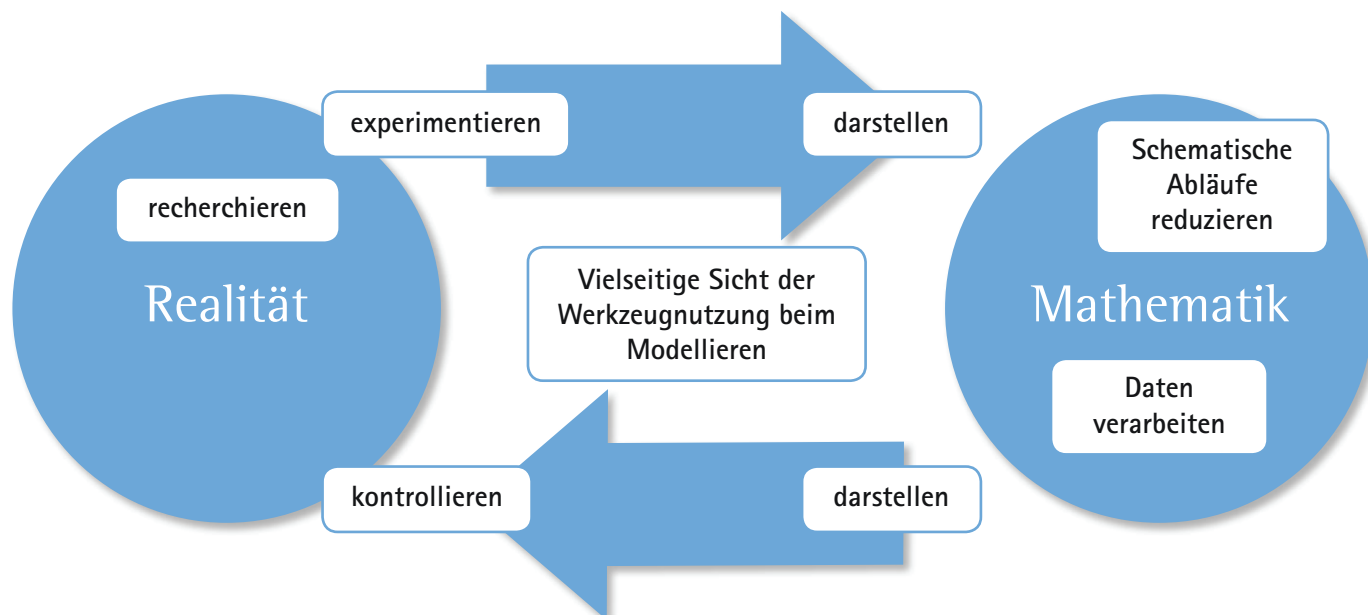 experimentieren
darstellen
Schematische
Abläufe
reduzieren
recherchieren
Realität
Vielseitige Sicht der
Werkzeugnutzung beim
Modellieren
Mathematik
Daten
verarbeiten
kontrollieren
darstellen